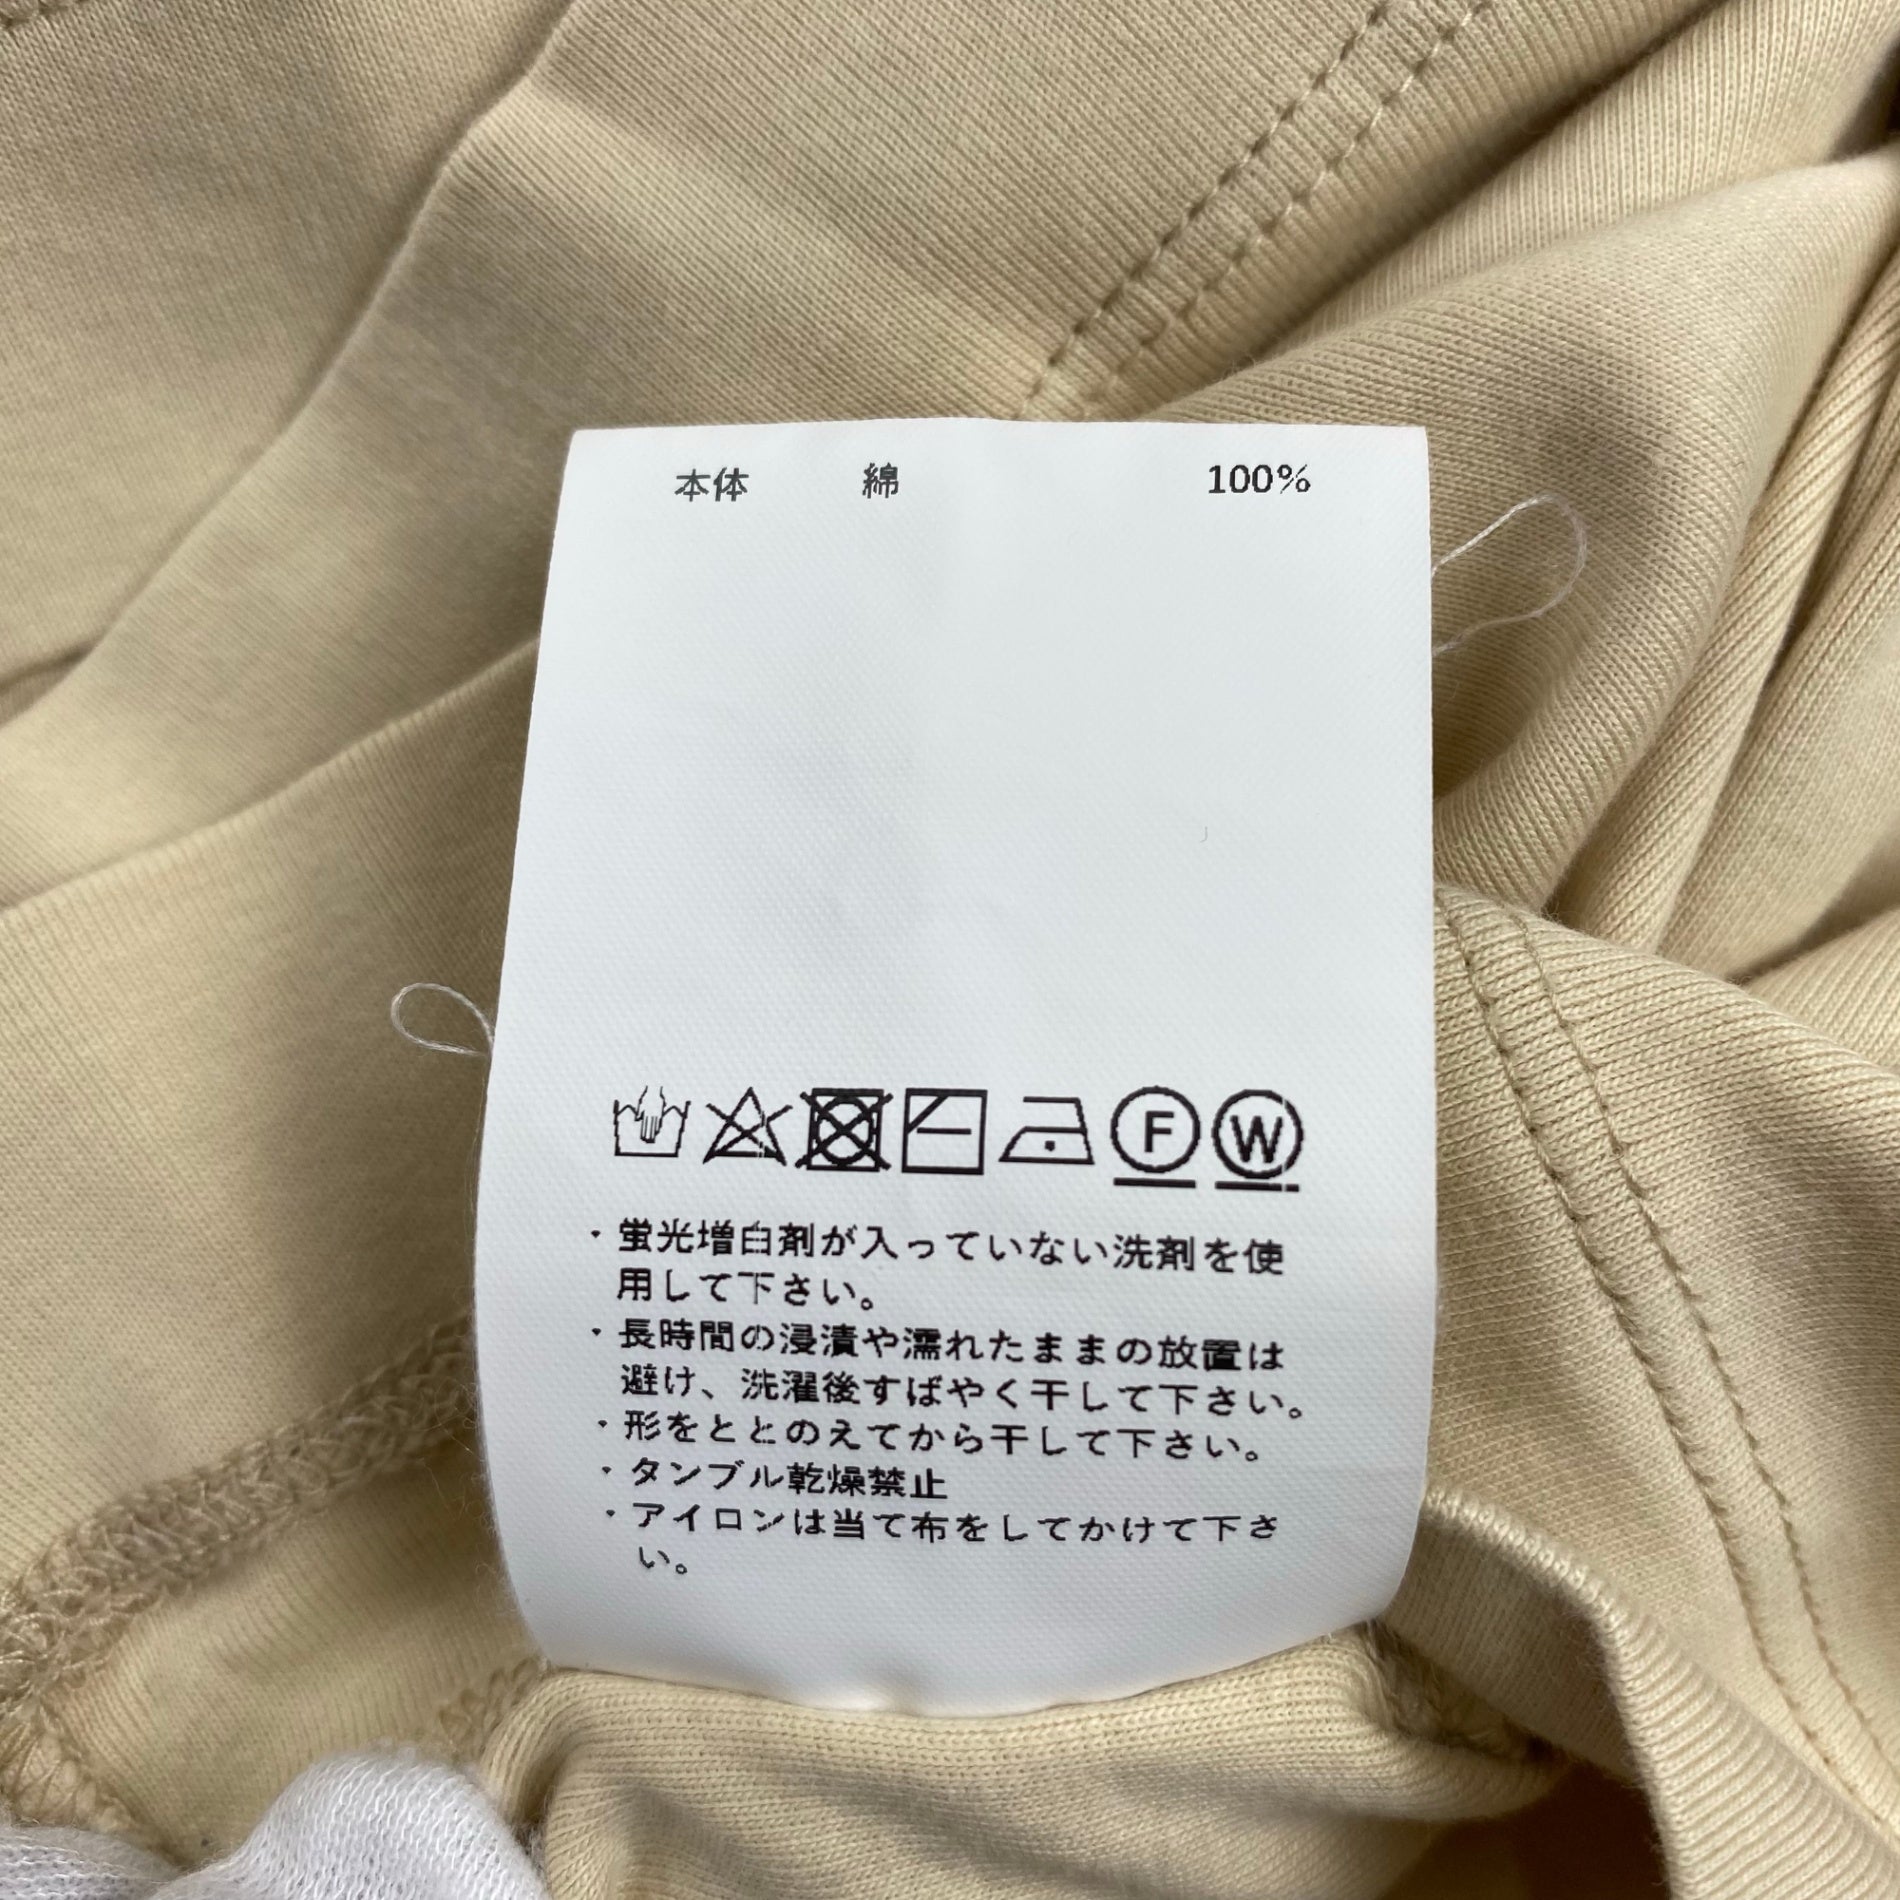 本体 綿 100%
F W
・蛍光増白剤が入っていない洗剤を使
用して下さい。
・長時間の浸漬や濡れたままの放置は
避け、洗濯後すばやく干して下さい。
・形をととのえてから干して下さい。
・タンブル乾燥禁止
・アイロンは当て布をしてかけて下さ
い。